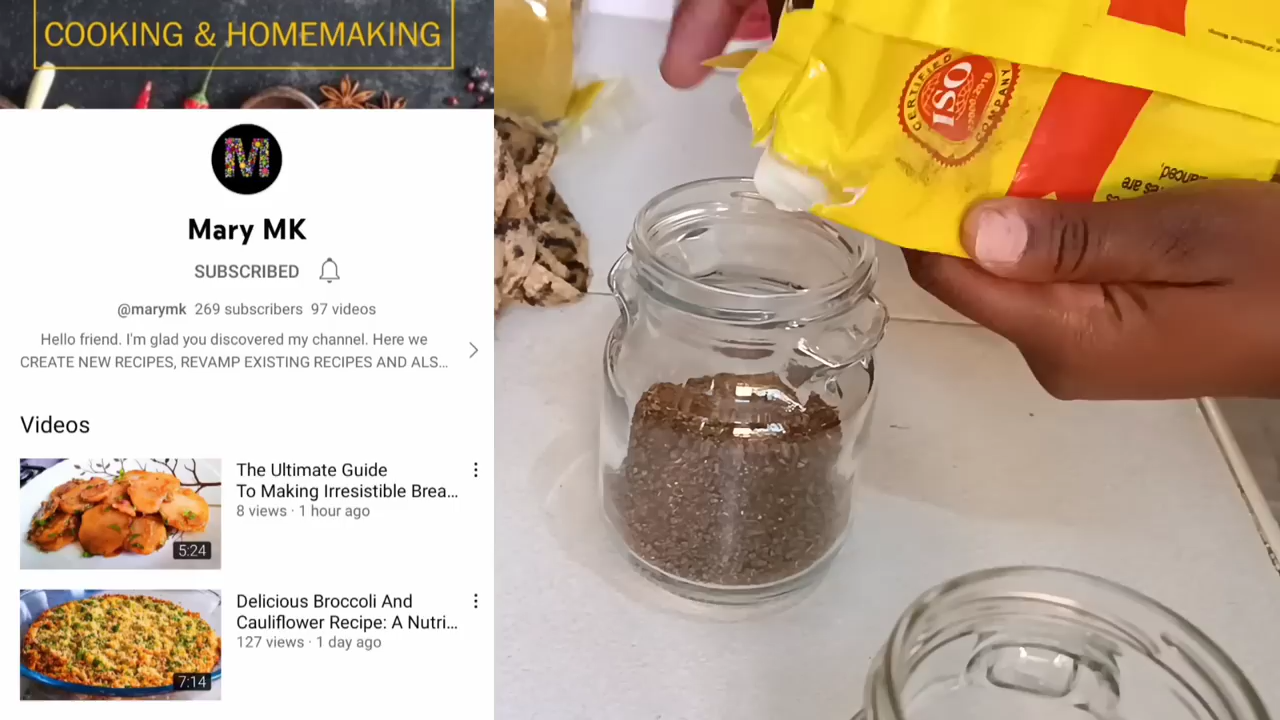 COOKING & HOMEMAKING
M
Mary MK
SUBSCRIBED
@marymk 269 subscribers 97 videos
Hello friend. I'm glad you discovered my channel. Here we
CREATE NEW RECIPES, REVAMP EXISTING RECIPES AND ALS...
Videos
The Ultimate Guide
To Making Irresistible Brea...
8 views · 1 hour ago
5:24
Delicious Broccoli And
Cauliflower Recipe: A Nutri...
127 views · 1 day ago
7:14
CERTIFIED
ISO
COMPANY
are